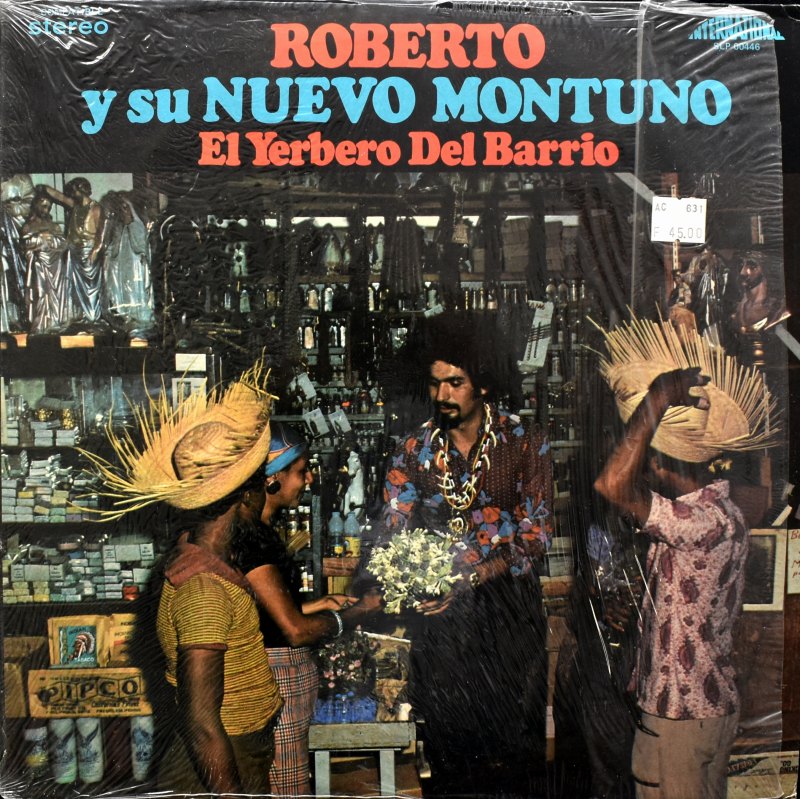 stereo
INTERNATIONAL
SLP 00446
ROBERTO
y su NUEVO MONTUNO
El Yerbero Del Barrio
AC 631
F 45.00
PIPCO